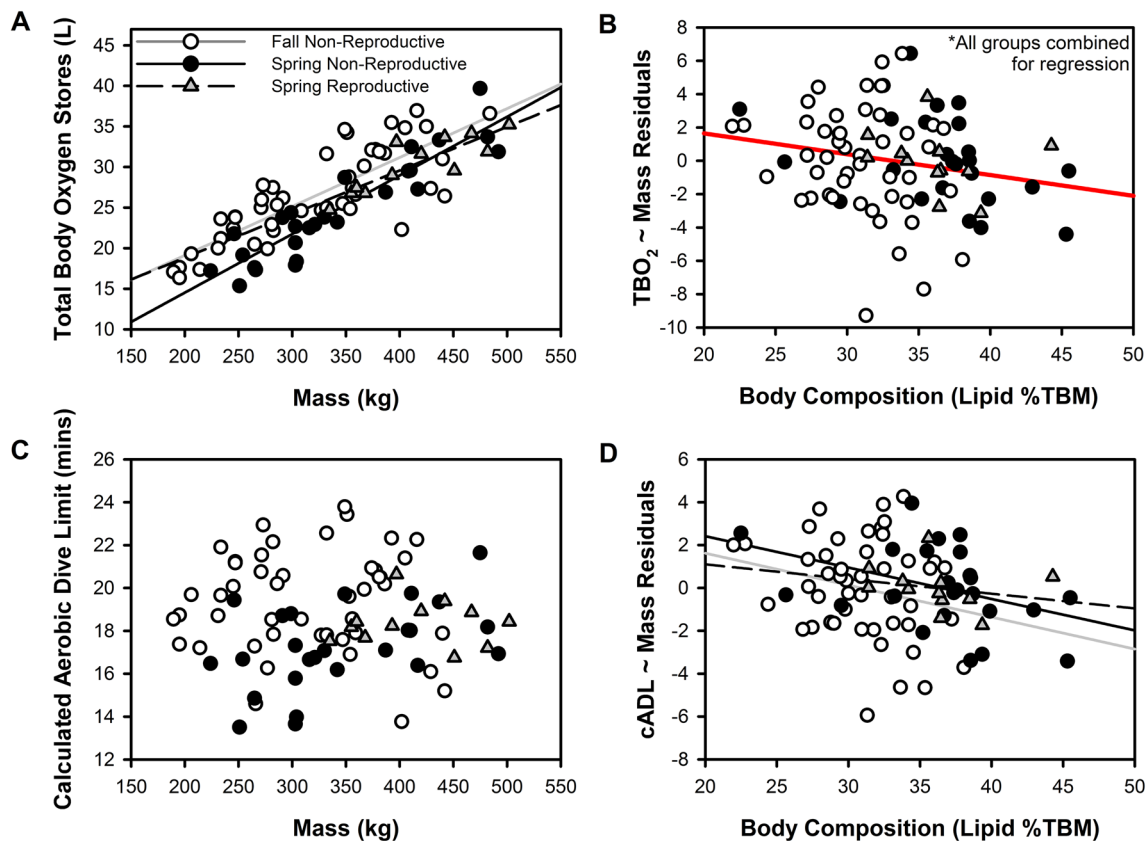 A
Total Body Oxygen Stores (L)
45
40
35
30
25
20
15
10
Fall Non-Reproductive
Spring Non-Reproductive
Spring Reproductive
150 200 250 300 350 400 450 500 550
Mass (kg)
B
TBO2 ~ Mass Residuals
8
6
4
2
0
-2
-4
-6
-8
-10
*All groups combined
for regression
20 25 30 35 40 45 50
Body Composition (Lipid %TBM)
C
Calculated Aerobic Dive Limit (mins)
26
24
22
20
18
16
14
12
150 200 250 300 350 400 450 500 550
Mass (kg)
D
cADL ~ Mass Residuals
6
4
2
0
-2
-4
-6
-8
20 25 30 35 40 45 50
Body Composition (Lipid %TBM)